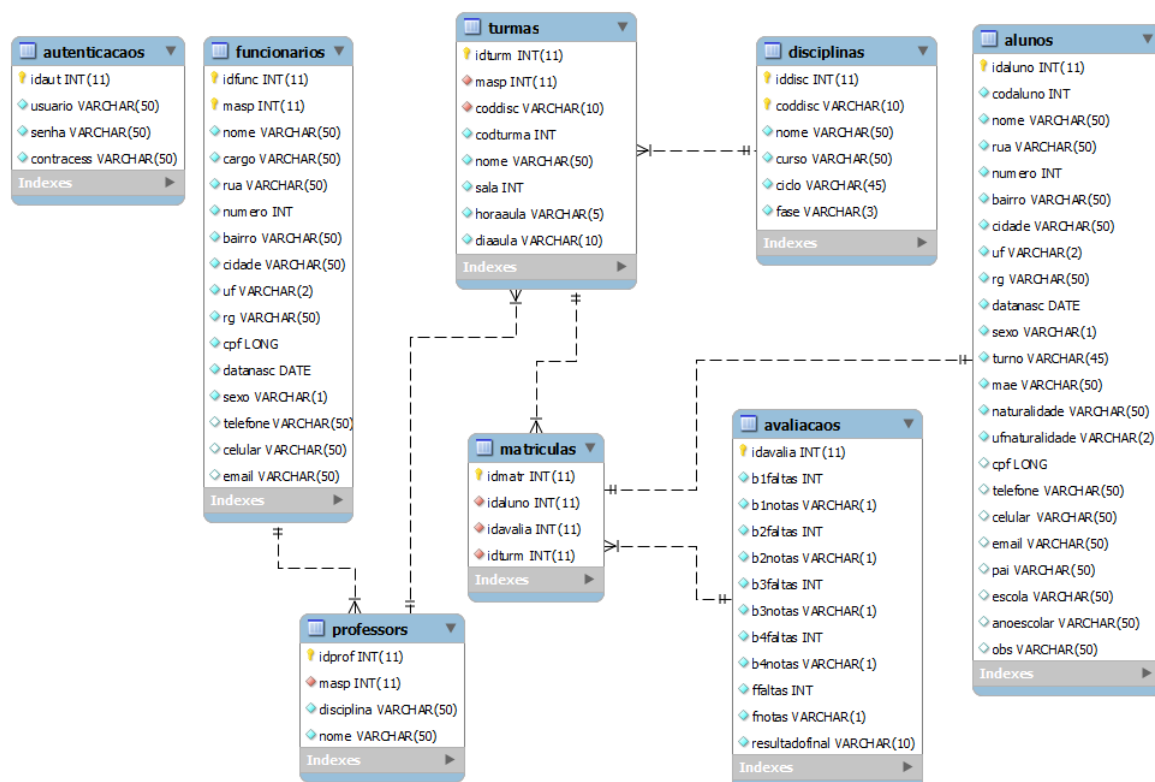 autenticacaos
idaut INT(11)
usuario VARCHAR(50)
senha VARCHAR(50)
contracess VARCHAR(50)
Indexes
funcionarios
idfunc INT(11)
masp INT(11)
nome VARCHAR(50)
cargo VARCHAR(50)
rua VARCHAR(50)
numero INT
bairro VARCHAR(50)
cidade VARCHAR(50)
uf VARCHAR(2)
rg VARCHAR(50)
cpf LONG
datanasc DATE
sexo VARCHAR(1)
telefone VARCHAR(50)
celular VARCHAR(50)
email VARCHAR(50)
Indexes
turmas
idturm INT(11)
masp INT(11)
coddisc VARCHAR(10)
codturma INT
nome VARCHAR(50)
sala INT
horaaula VARCHAR(5)
diaaula VARCHAR(10)
Indexes
disciplinas
iddisc INT(11)
coddisc VARCHAR(10)
nome VARCHAR(50)
curso VARCHAR(50)
ciclo VARCHAR(45)
fase VARCHAR(3)
Indexes
alunos
idaluno INT(11)
codaluno INT
nome VARCHAR(50)
rua VARCHAR(50)
numero INT
bairro VARCHAR(50)
cidade VARCHAR(50)
uf VARCHAR(2)
rg VARCHAR(50)
datanasc DATE
sexo VARCHAR(1)
turno VARCHAR(45)
mae VARCHAR(50)
naturalidade VARCHAR(50)
ufnaturalidade VARCHAR(2)
cpf LONG
telefone VARCHAR(50)
celular VARCHAR(50)
email VARCHAR(50)
pai VARCHAR(50)
escola VARCHAR(50)
anoescolar VARCHAR(50)
obs VARCHAR(50)
Indexes
matriculas
idmatr INT(11)
idaluno INT(11)
idavalia INT(11)
idturm INT(11)
Indexes
avaliacaos
idavalia INT(11)
b1faltas INT
b1notas VARCHAR(1)
b2faltas INT
b2notas VARCHAR(1)
b3faltas INT
b3notas VARCHAR(1)
b4faltas INT
b4notas VARCHAR(1)
ffaltas INT
fnotas VARCHAR(1)
resultadofinal VARCHAR(10)
Indexes
professors
idprof INT(11)
masp INT(11)
disciplina VARCHAR(50)
nome VARCHAR(50)
Indexes